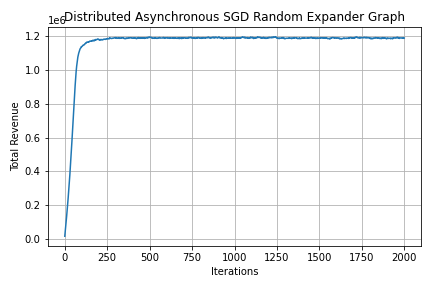 Distributed Asynchronous SGD Random Expander Graph
1e6
1.2
1.0
0.8
0.6
0.4
0.2
0.0
Total Revenue
0 250 500 750 1000 1250 1500 1750 2000
Iterations